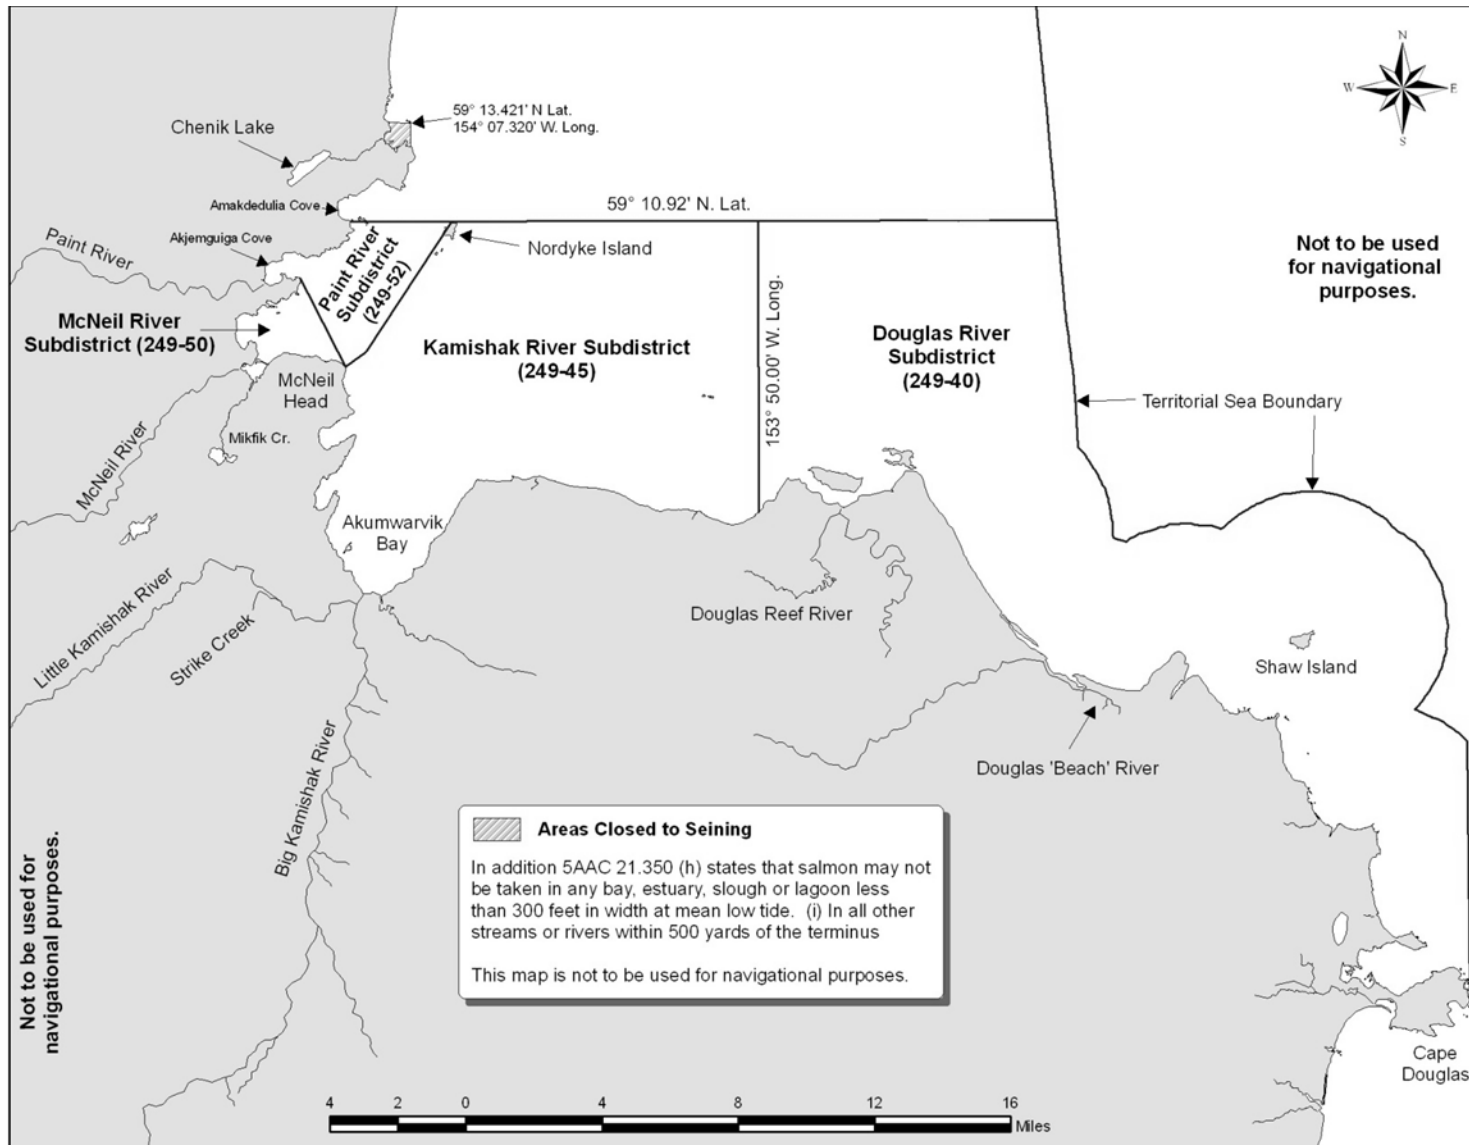 N
W
E
S
59° 13.421' N Lat.
154° 07.320' W. Long.
Chenik Lake
Amakdedulia Cove
59° 10.92' N. Lat.
Akjemguiga Cove
Paint River
Nordyke Island
Paint River
Subdistrict
(249-52)
Not to be used
for navigational
purposes.
McNeil River
Subdistrict (249-50)
Kamishak River Subdistrict
(249-45)
153° 50.00' W. Long.
Douglas River
Subdistrict
(249-40)
McNeil
Head
Territorial Sea Boundary
Mikfik Cr.
McNeil River
Akumwarvik
Bay
Little Kamishak River
Strike Creek
Douglas Reef River
Shaw Island
Big Kamishak River
Douglas 'Beach' River
Not to be used for
navigational purposes.
Areas Closed to Seining
In addition 5AAC 21.350 (h) states that salmon may not
be taken in any bay, estuary, slough or lagoon less
than 300 feet in width at mean low tide. (i) In all other
streams or rivers within 500 yards of the terminus
This map is not to be used for navigational purposes.
Cape
Douglas
4 2 0 4 8 12 16
Miles